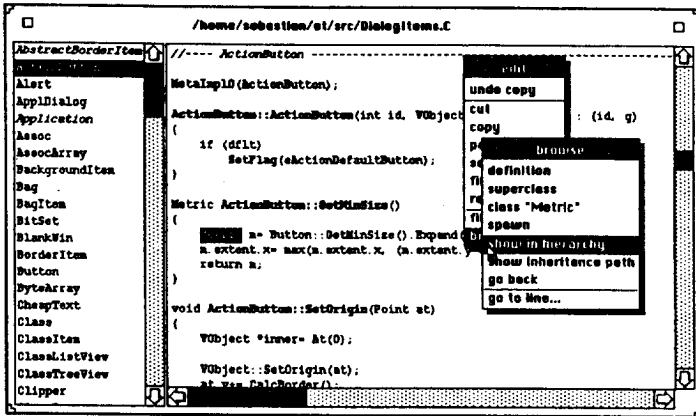 /home/sebastian/et/src/DialogItems.C
AbstractBorderItem
Alert
ApplDialog
Application
Assoc
AssocArray
BackgroundItem
Bag
BagItem
BitSet
BlankWin
BorderItem
Button
ByteArray
CheapText
Class
ClassItem
ClassListView
ClassTreeView
Clipper
//---- ActionButton ----
MetaImpl0(ActionButton);
ActionButton::ActionButton(int id, VObject : (id, g)
{
if (dflt)
SetFlag(eActionDefaultButton);
}
Metric ActionButton::GetMinSize()
{
m= Button::GetMinSize().Expand(
m.extent.x= max(m.extent.x, (m.extent.y
return m;
}
void ActionButton::SetOrigin(Point at)
{
VObject *inner= At(0);
VObject::SetOrigin(at);
at y+= CalcBorder();
edit
undo copy
cut
copy
browse
definition
superclass
class "Metric"
spawn
show in hierarchy
show inheritance path
go back
go to line...